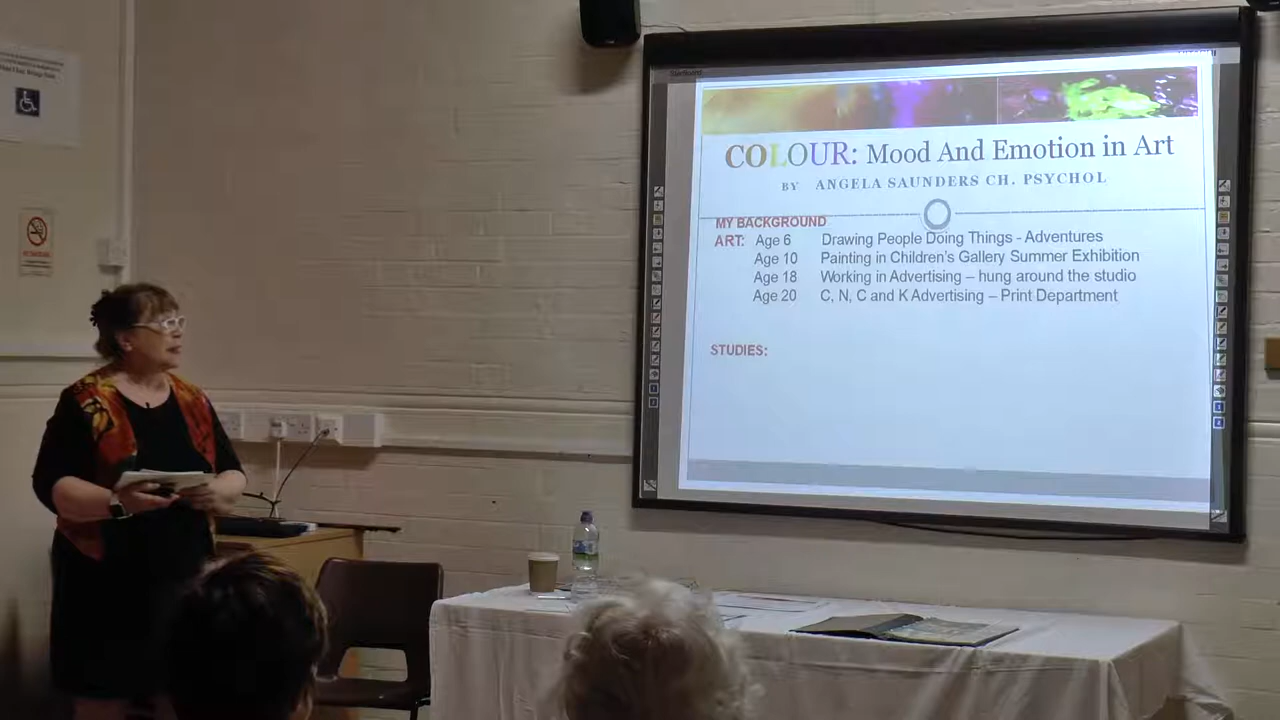 COLOUR: Mood And Emotion in Art
BY ANGELA SAUNDERS CH. PSYCHOL
MY BACKGROUND
ART: Age 6 Drawing People Doing Things - Adventures
Age 10 Painting in Children's Gallery Summer Exhibition
Age 18 Working in Advertising – hung around the studio
Age 20 C, N, C and K Advertising – Print Department
STUDIES: